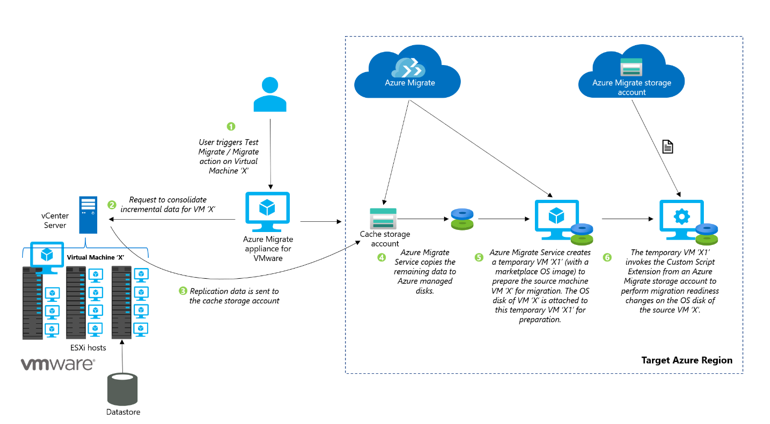 Azure Migrate
Azure Migrate storage
account
1
User triggers Test
Migrate / Migrate
action on Virtual
Machine 'X'
2
Request to consolidate
incremental data for VM 'X'
vCenter
Server
Azure Migrate
appliance for
VMware
Cache storage
account
Virtual Machine 'X'
3
Replication data is sent to
the cache storage account
4
Azure Migrate
Service copies the
remaining data to
Azure managed
disks.
5
Azure Migrate Service creates
a temporary VM 'X1' (with a
marketplace OS image) to
prepare the source machine
VM 'X' for migration. The OS
disk of VM 'X' is attached to
this temporary VM 'X1' for
preparation.
6
The temporary VM 'X1'
invokes the Custom Script
Extension from an Azure
Migrate storage account to
perform migration readiness
changes on the OS disk of
the source VM 'X'.
ESXi hosts
vmware®
Datastore
Target Azure Region